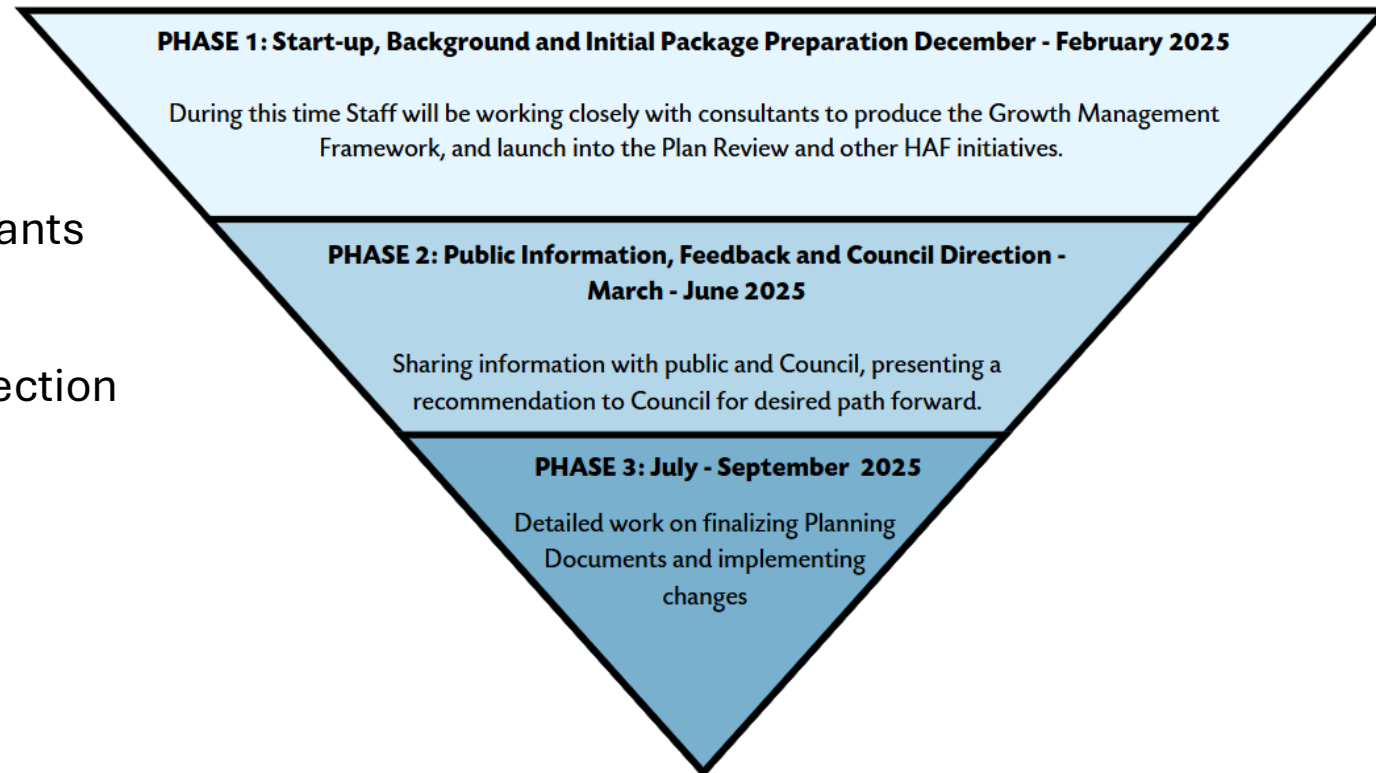 PHASE 1: Start-up, Background and Initial Package Preparation December - February 2025
During this time Staff will be working closely with consultants to produce the Growth Management
Framework, and launch into the Plan Review and other HAF initiatives.
ants
PHASE 2: Public Information, Feedback and Council Direction -
March - June 2025
Sharing information with public and Council, presenting a
ection
recommendation to Council for desired path forward.
PHASE 3: July - September 2025
Detailed work on finalizing Planning
Documents and implementing
changes